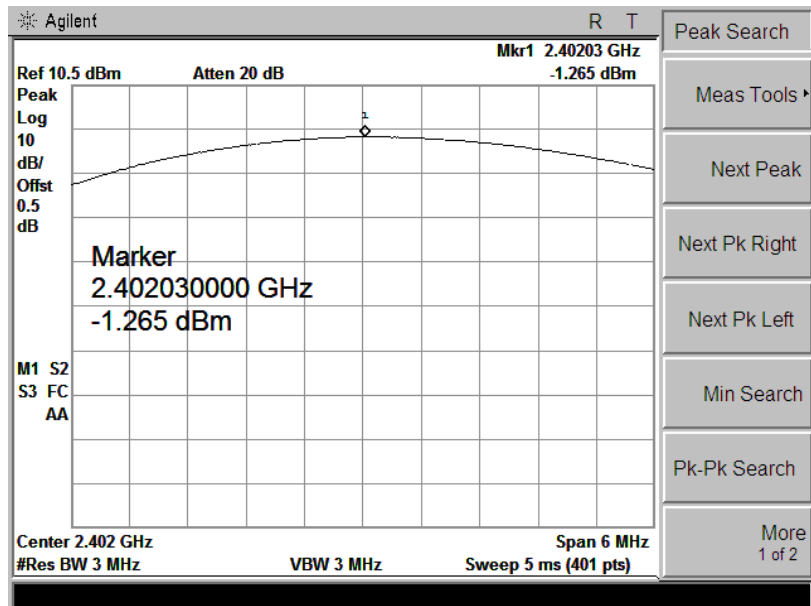 Agilent R T
Mkr1 2.40203 GHz
Ref 10.5 dBm Atten 20 dB -1.265 dBm
Peak
Log
10
dB/
Offst
0.5
dB
1
Marker
2.402030000 GHz
-1.265 dBm
M1 S2
S3 FC
AA
Center 2.402 GHz Span 6 MHz
#Res BW 3 MHz VBW 3 MHz Sweep 5 ms (401 pts)
Peak Search
Meas Tools
Next Peak
Next Pk Right
Next Pk Left
Min Search
Pk-Pk Search
More
1 of 2